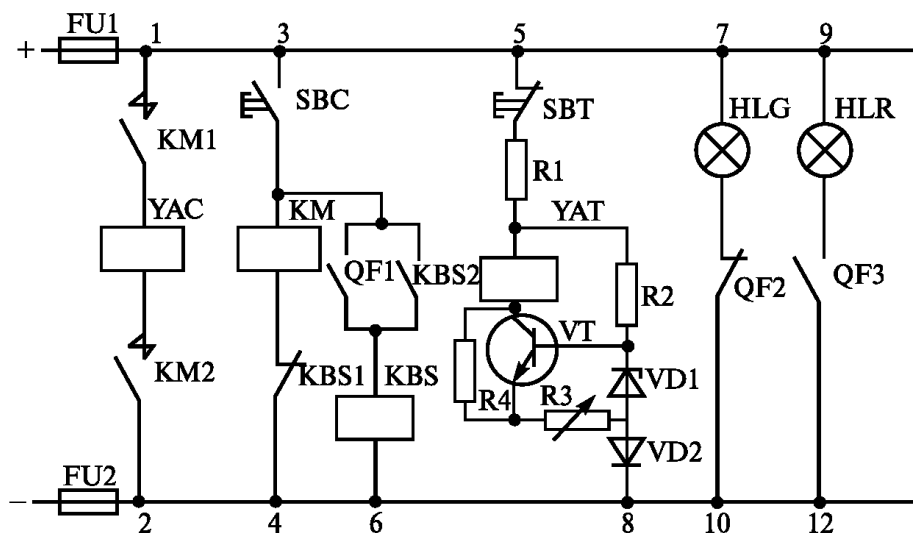 FU1 1 3 5 7 9
+
SBC SBT HLG HLR
KM1
R1
YAC KM YAT
QF1 KBS2 R2 QF2 QF3
VT
KM2 KBS1 KBS R4 R3 VD1
VD2
FU2
−
2 4 6 8 10 12